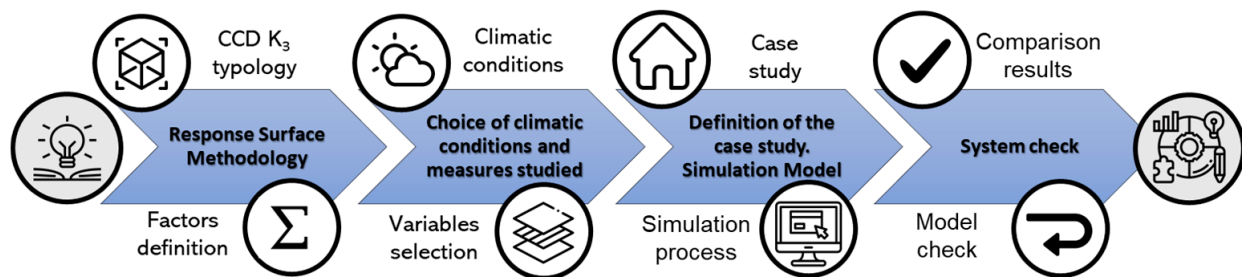 CCD K₃
typology
Response Surface
Methodology
Factors
definition
Σ
Climatic
conditions
Choice of climatic
conditions and
measures studied
Variables
selection
Case
study
Definition of the
case study.
Simulation Model
Simulation
process
Comparison
results
System check
Model
check